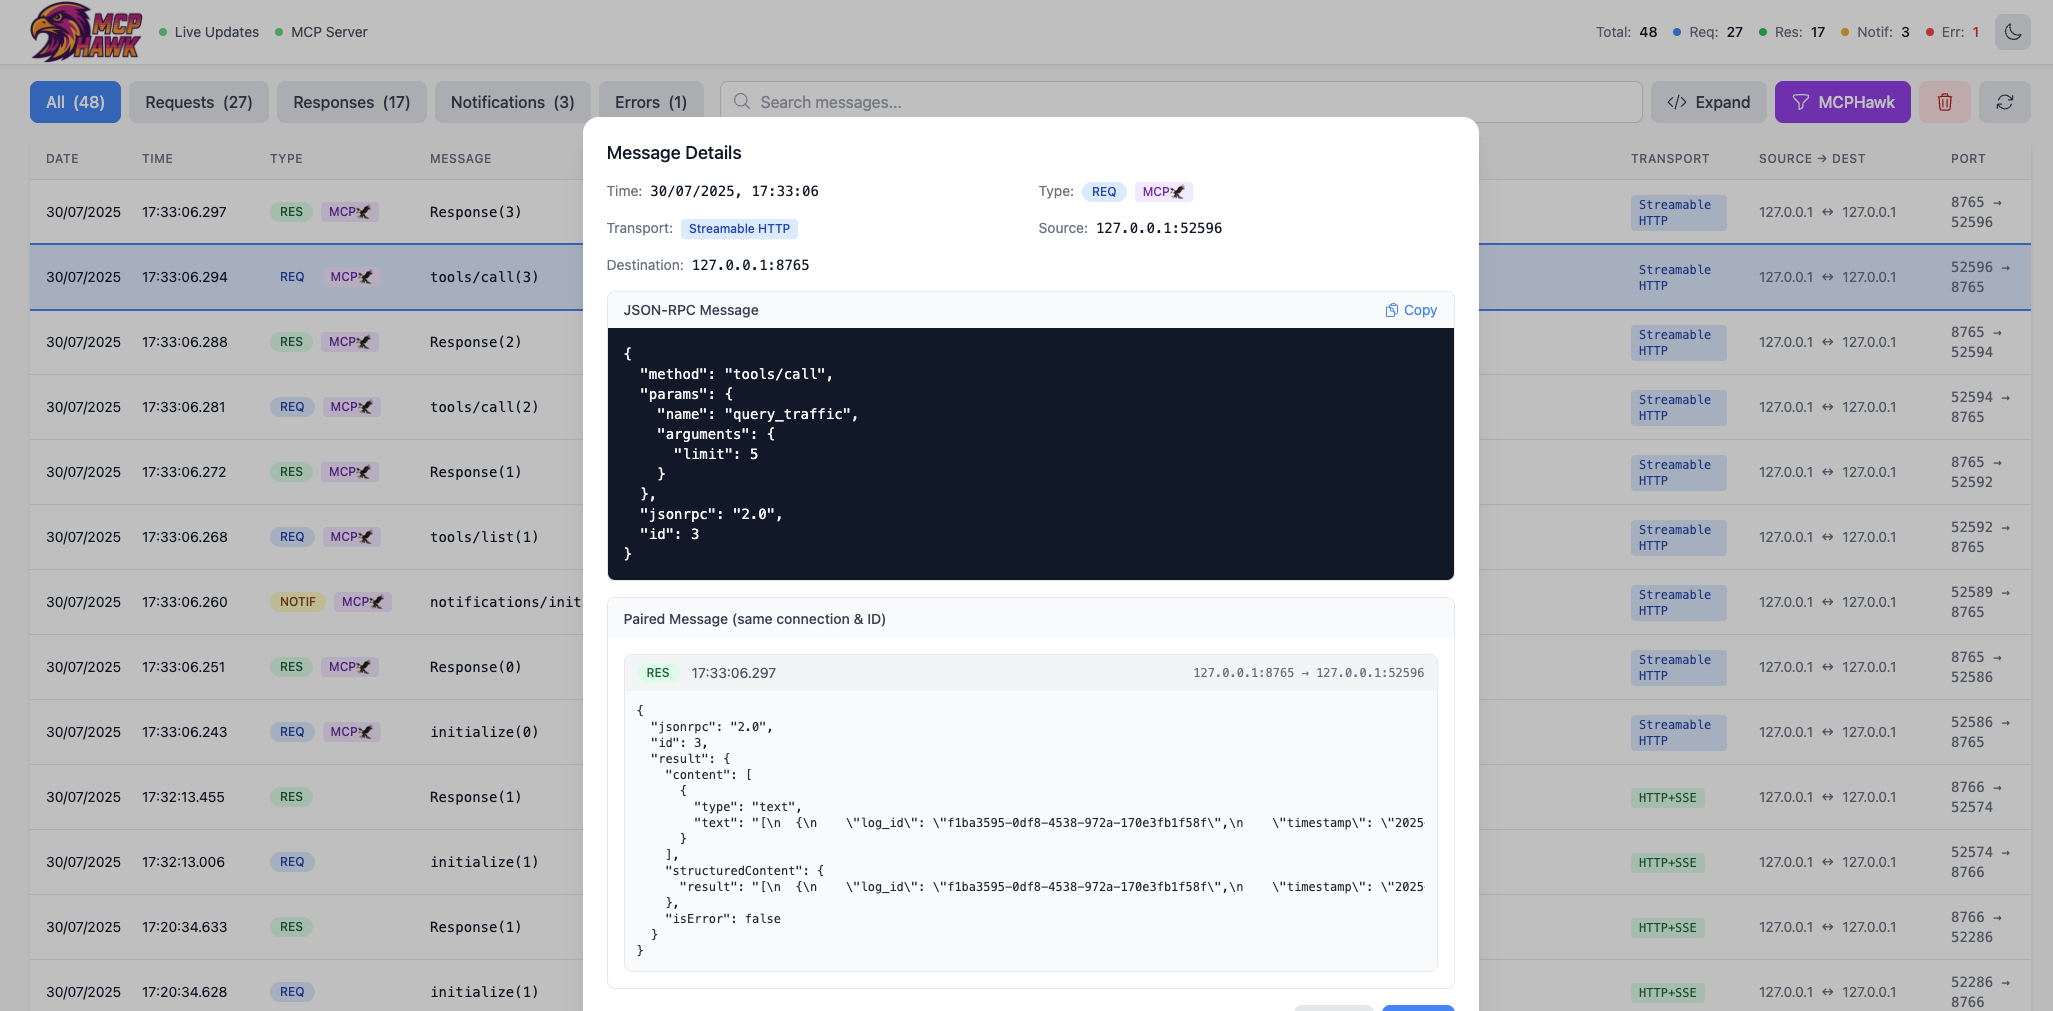 MCP HAWK
Live Updates
MCP Server
Total: 48
Req: 27
Res: 17
Notif: 3
Err: 1
All (48)
Requests (27)
Responses (17)
Notifications (3)
Errors (1)
Search messages...
</> Expand
MCPHawk
DATE TIME TYPE MESSAGE TRANSPORT SOURCE → DEST PORT
30/07/2025 17:33:06.297 RES MCP Response(3) Streamable HTTP 127.0.0.1 ↔ 127.0.0.1 8765 → 52596
30/07/2025 17:33:06.294 REQ MCP tools/call(3) Streamable HTTP 127.0.0.1 ↔ 127.0.0.1 52596 → 8765
30/07/2025 17:33:06.288 RES MCP Response(2) Streamable HTTP 127.0.0.1 ↔ 127.0.0.1 8765 → 52594
30/07/2025 17:33:06.281 REQ MCP tools/call(2) Streamable HTTP 127.0.0.1 ↔ 127.0.0.1 52594 → 8765
30/07/2025 17:33:06.272 RES MCP Response(1) Streamable HTTP 127.0.0.1 ↔ 127.0.0.1 8765 → 52592
30/07/2025 17:33:06.268 REQ MCP tools/list(1) Streamable HTTP 127.0.0.1 ↔ 127.0.0.1 52592 → 8765
30/07/2025 17:33:06.260 NOTIF MCP notifications/init Streamable HTTP 127.0.0.1 ↔ 127.0.0.1 52589 → 8765
30/07/2025 17:33:06.251 RES MCP Response(0) Streamable HTTP 127.0.0.1 ↔ 127.0.0.1 8765 → 52586
30/07/2025 17:33:06.243 REQ MCP initialize(0) Streamable HTTP 127.0.0.1 ↔ 127.0.0.1 52586 → 8765
30/07/2025 17:32:13.455 RES Response(1) HTTP+SSE 127.0.0.1 ↔ 127.0.0.1 8766 → 52574
30/07/2025 17:32:13.006 REQ initialize(1) HTTP+SSE 127.0.0.1 ↔ 127.0.0.1 52574 → 8766
30/07/2025 17:20:34.633 RES Response(1) HTTP+SSE 127.0.0.1 ↔ 127.0.0.1 8766 → 52286
30/07/2025 17:20:34.628 REQ initialize(1) HTTP+SSE 127.0.0.1 ↔ 127.0.0.1 52286 → 8766
Message Details
Time: 30/07/2025, 17:33:06
Type: REQ MCP
Transport: Streamable HTTP
Source: 127.0.0.1:52596
Destination: 127.0.0.1:8765
JSON-RPC Message
Copy
{
  "method": "tools/call",
  "params": {
    "name": "query_traffic",
    "arguments": {
      "limit": 5
    }
  },
  "jsonrpc": "2.0",
  "id": 3
}
Paired Message (same connection & ID)
RES 17:33:06.297 127.0.0.1:8765 → 127.0.0.1:52596
{
  "jsonrpc": "2.0",
  "id": 3,
  "result": {
    "content": [
      {
        "type": "text",
        "text": "[\n  {\n    \"log_id\": \"f1ba3595-0df8-4538-972a-170e3fb1f58f\",\n    \"timestamp\": \"2025-
      }
    ],
    "structuredContent": {
      "result": "[\n  {\n    \"log_id\": \"f1ba3595-0df8-4538-972a-170e3fb1f58f\",\n    \"timestamp\": \"2025-
    },
    "isError": false
  }
}